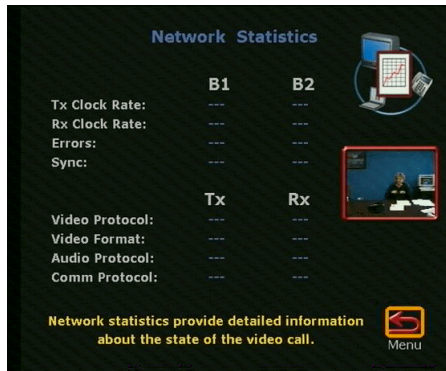 Network Statistics
B1 B2
Tx Clock Rate: --- ---
Rx Clock Rate: --- ---
Errors: --- ---
Sync: --- ---
Tx Rx
Video Protocol: --- ---
Video Format: --- ---
Audio Protocol: --- ---
Comm Protocol: --- ---
Network statistics provide detailed information
about the state of the video call.
Menu